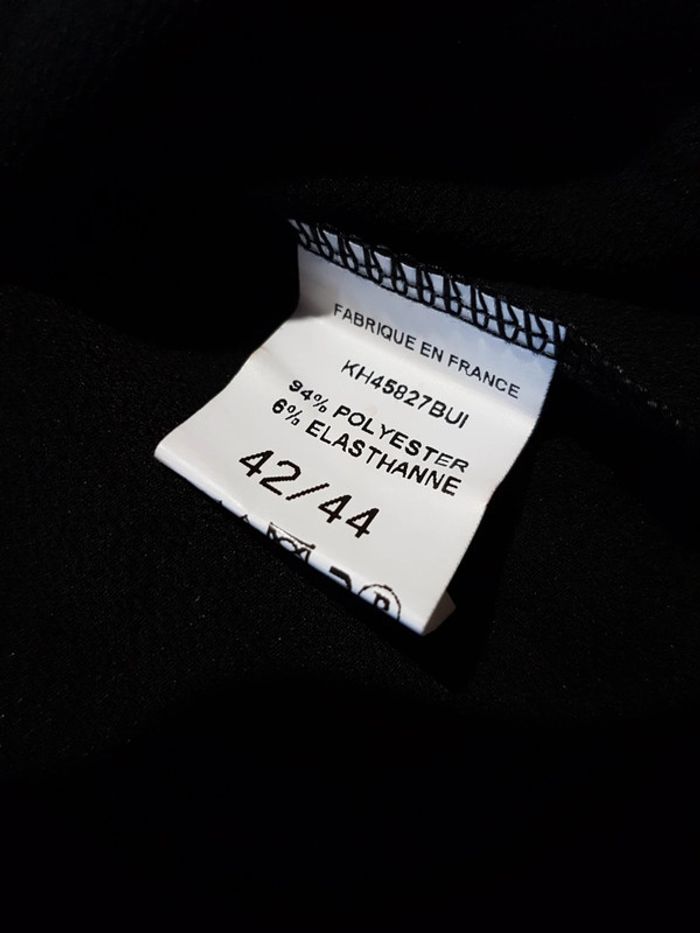 FABRIQUE EN FRANCE
KH45827BUI
94% POLYESTER
6% ELASTHANNE
42/44